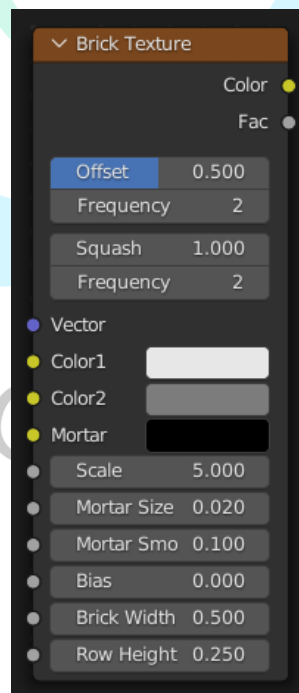 Brick Texture
Color
Fac
Offset 0.500
Frequency 2
Squash 1.000
Frequency 2
Vector
Color1
Color2
Mortar
Scale 5.000
Mortar Size 0.020
Mortar Smo 0.100
Bias 0.000
Brick Width 0.500
Row Height 0.250